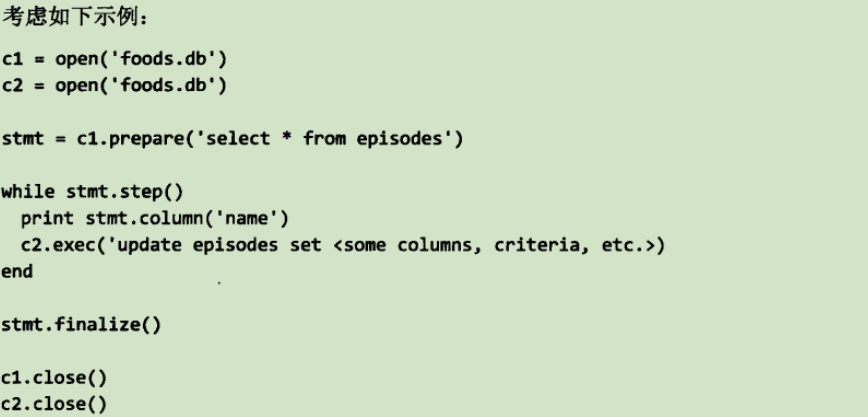 考虑如下示例：
c1 = open('foods.db')
c2 = open('foods.db')
stmt = c1.prepare('select * from episodes')
while stmt.step()
  print stmt.column('name')
  c2.exec('update episodes set <some columns, criteria, etc.>)
end
stmt.finalize()
c1.close()
c2.close()